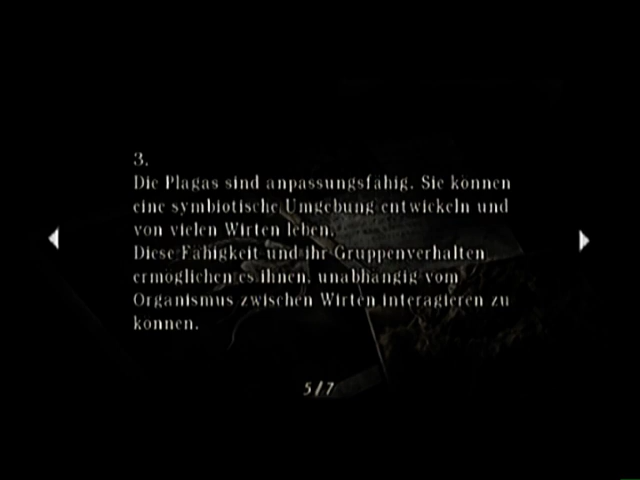 3.
Die Plagas sind anpassungsfähig. Sie können
eine symbiotische Umgebung entwickeln und
von vielen Wirten leben.
Diese Fähigkeit und ihr Gruppenverhalten
ermöglichen es ihnen, unabhängig vom
Organismus zwischen Wirten interagieren zu
können.
5/7